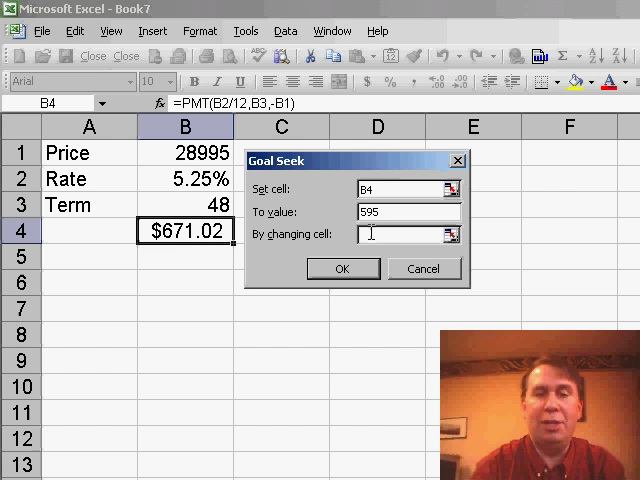 Microsoft Excel - Book7
File Edit View Insert Format Tools Data Window Help
Close Close
Arial 10 B I U $ % ,
B4 fx =PMT(B2/12,B3,-B1)
A B C D E F
1 Price 28995
2 Rate 5.25%
3 Term 48
4 $671.02
5
6
7
8
9
10
11
12
13
Goal Seek
Set cell: B4
To value: 595
By changing cell:
OK Cancel